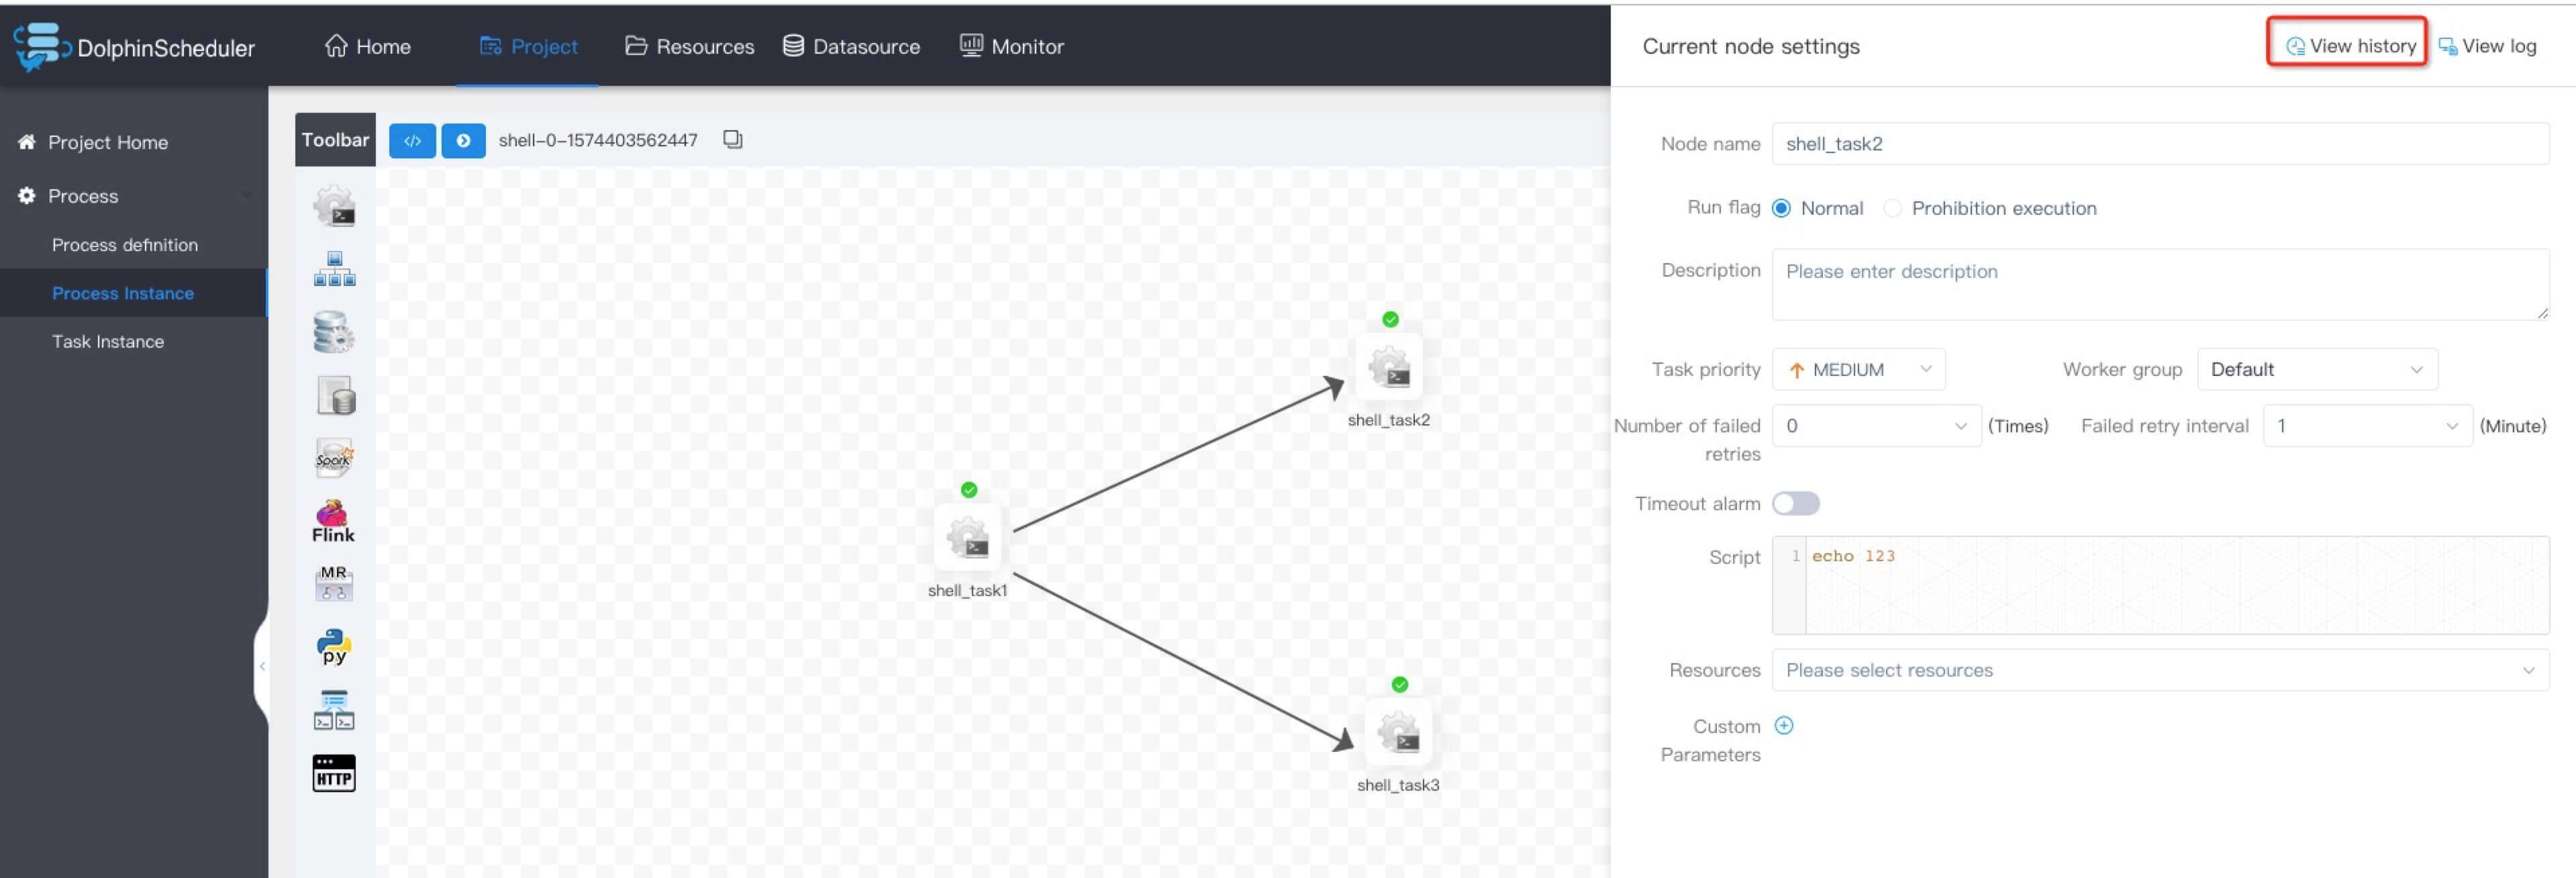 DolphinScheduler
Home
Project
Resources
Datasource
Monitor
Current node settings
View history
View log
Project Home
Process
Process definition
Process Instance
Task Instance
Toolbar
</>
shell-0-1574403562447
Spark
Flink
MR
py
HTTP
shell_task2
shell_task1
shell_task3
Node name
shell_task2
Run flag
Normal
Prohibition execution
Description
Please enter description
Task priority
MEDIUM
Worker group
Default
Number of failed retries
0
(Times)
Failed retry interval
1
(Minute)
Timeout alarm
Script
1 echo 123
Resources
Please select resources
Custom
Parameters